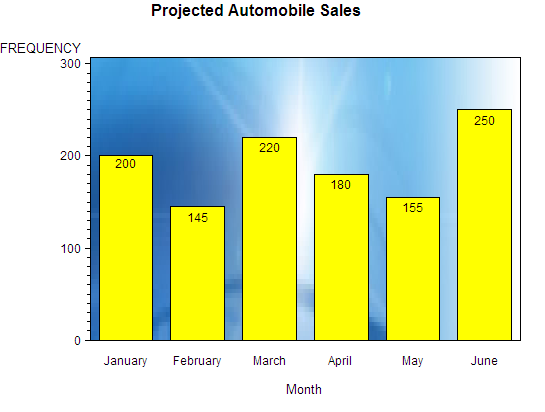 Projected Automobile Sales
FREQUENCY
300
200
100
0
200
145
220
180
155
250
January February March April May June
Month